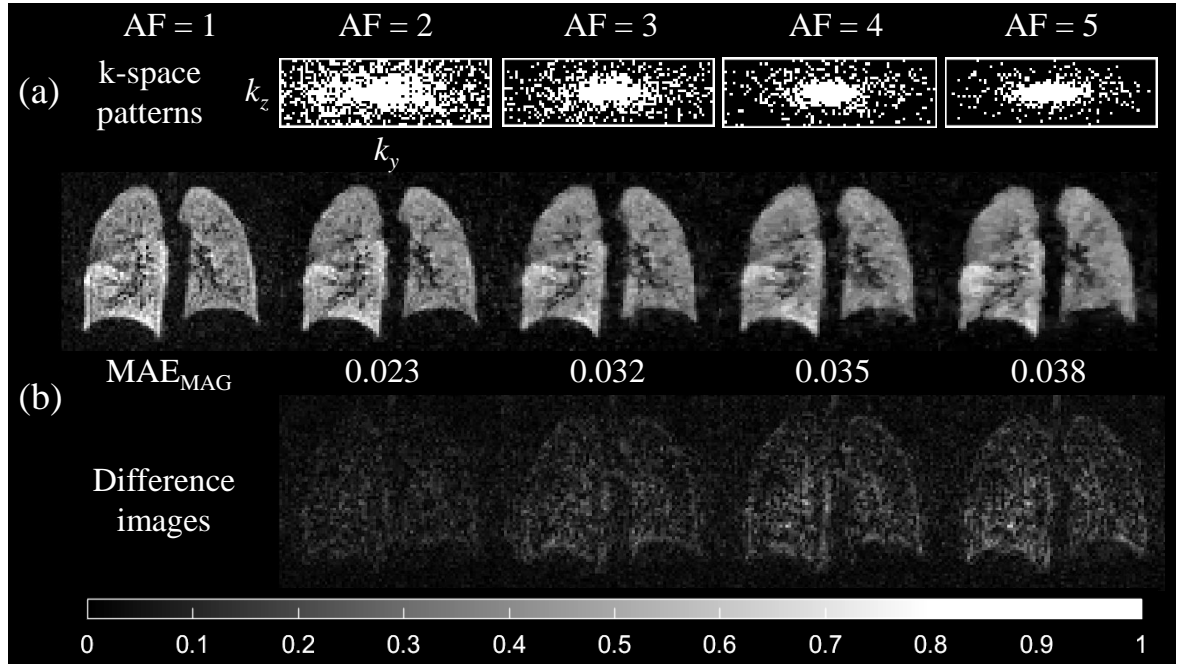 AF = 1 AF = 2 AF = 3 AF = 4 AF = 5
(a) k-space patterns
k_z
k_y
MAE_MAG 0.023 0.032 0.035 0.038
(b)
Difference
images
0 0.1 0.2 0.3 0.4 0.5 0.6 0.7 0.8 0.9 1